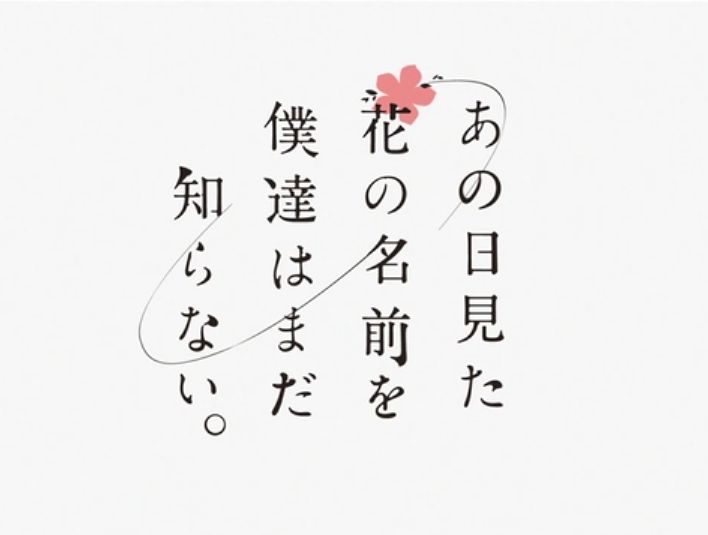 あの日見た
花の名前を
僕達はまだ
知らない。